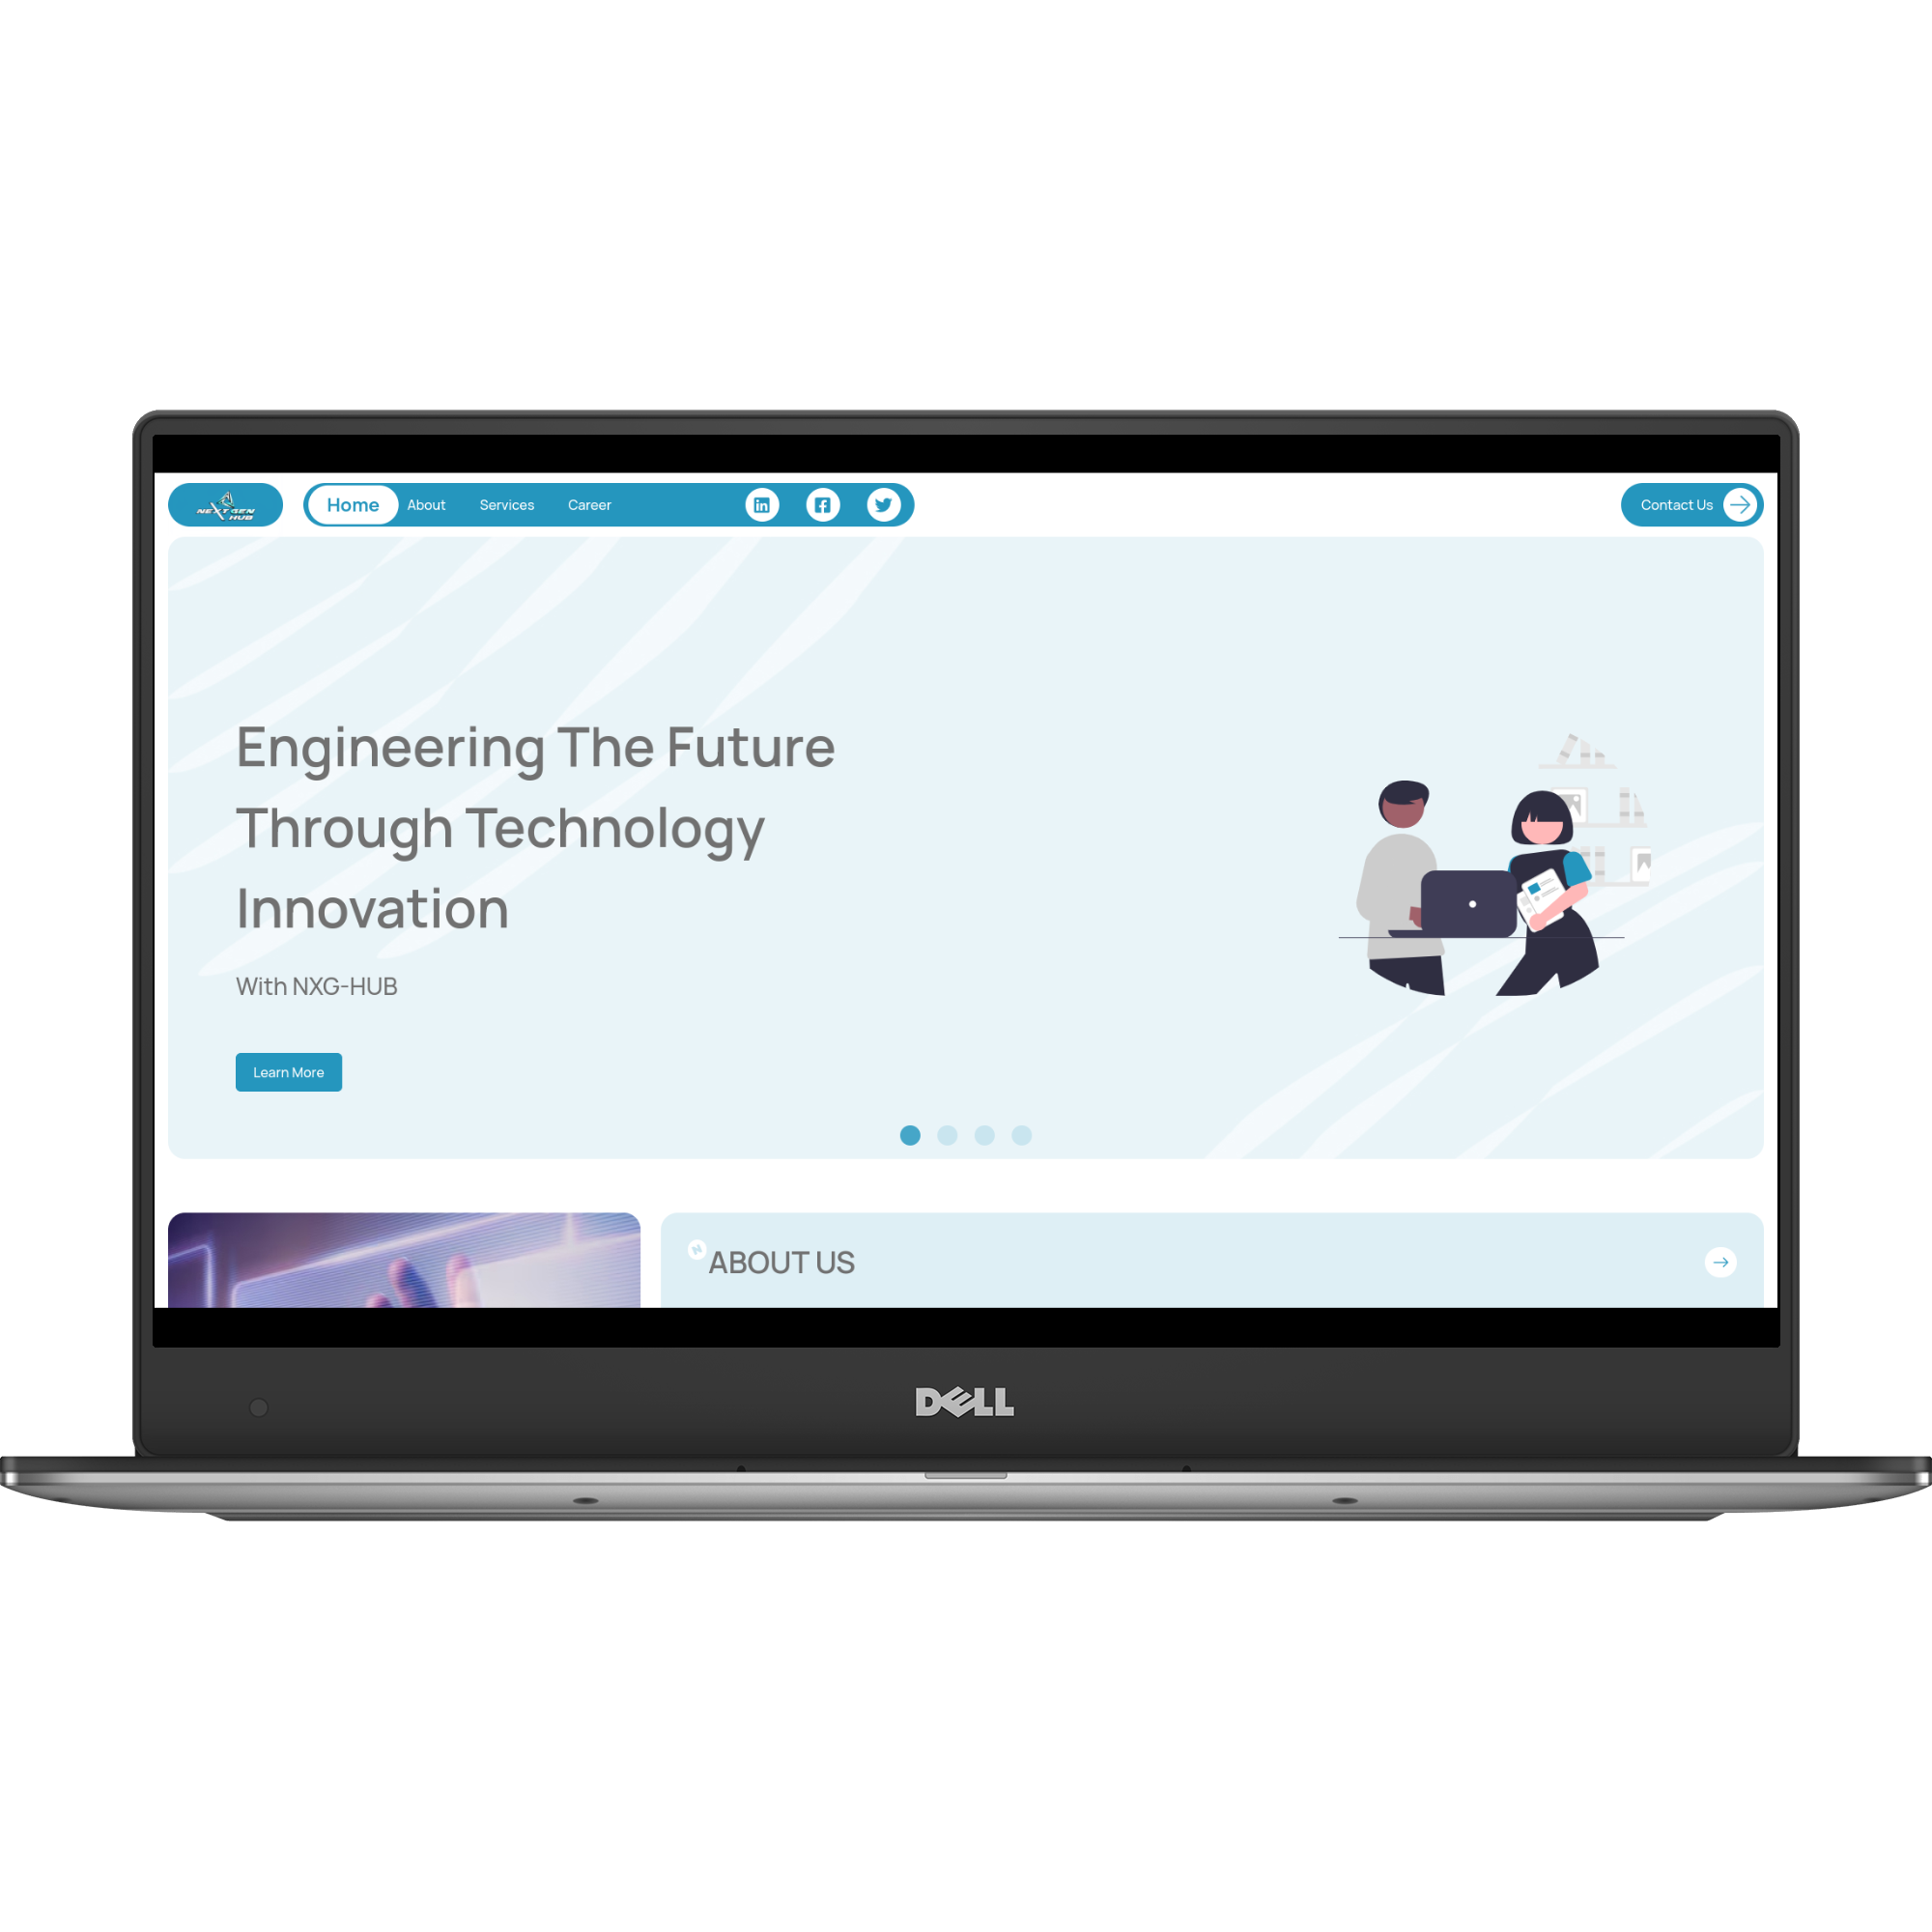 NEXT GEN
HUB
Home
About
Services
Career
Contact Us
Engineering The Future
Through Technology
Innovation
With NXG-HUB
Learn More
ABOUT US
DELL